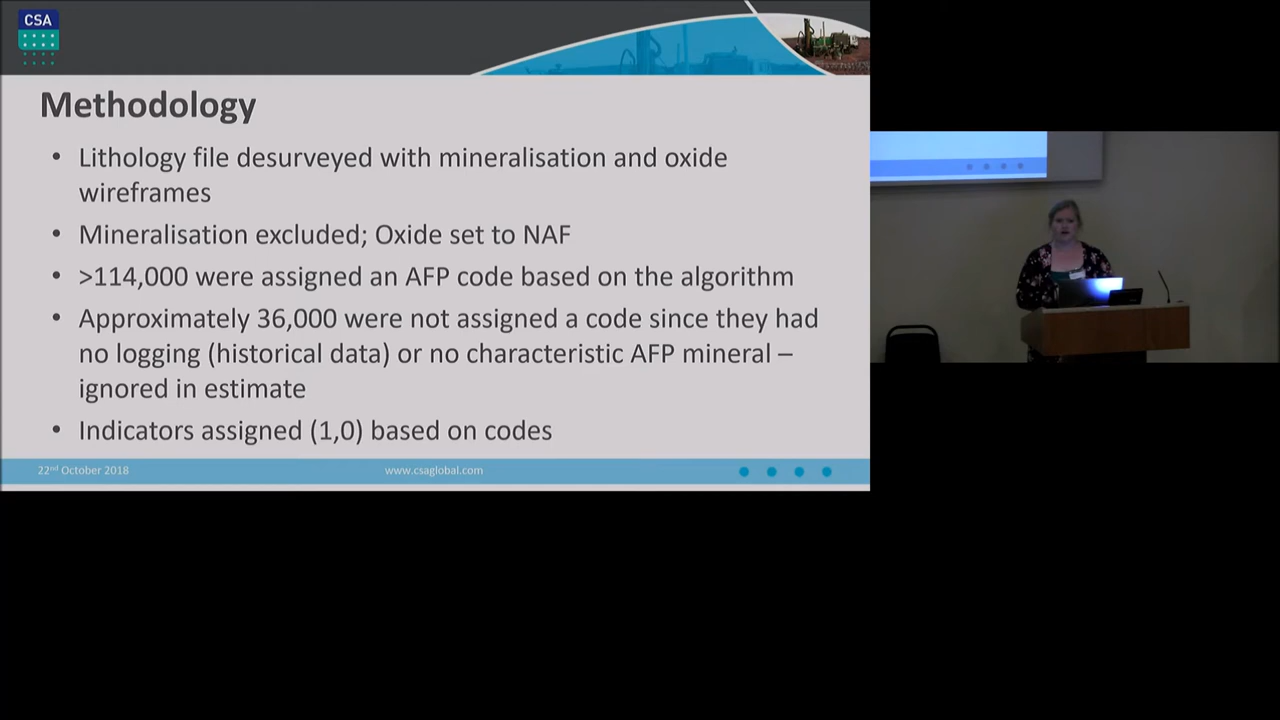 CSA
Methodology
• Lithology file desurveyed with mineralisation and oxide
wireframes
• Mineralisation excluded; Oxide set to NAF
• >114,000 were assigned an AFP code based on the algorithm
• Approximately 36,000 were not assigned a code since they had
no logging (historical data) or no characteristic AFP mineral –
ignored in estimate
• Indicators assigned (1,0) based on codes
22nd October 2018
www.csaglobal.com